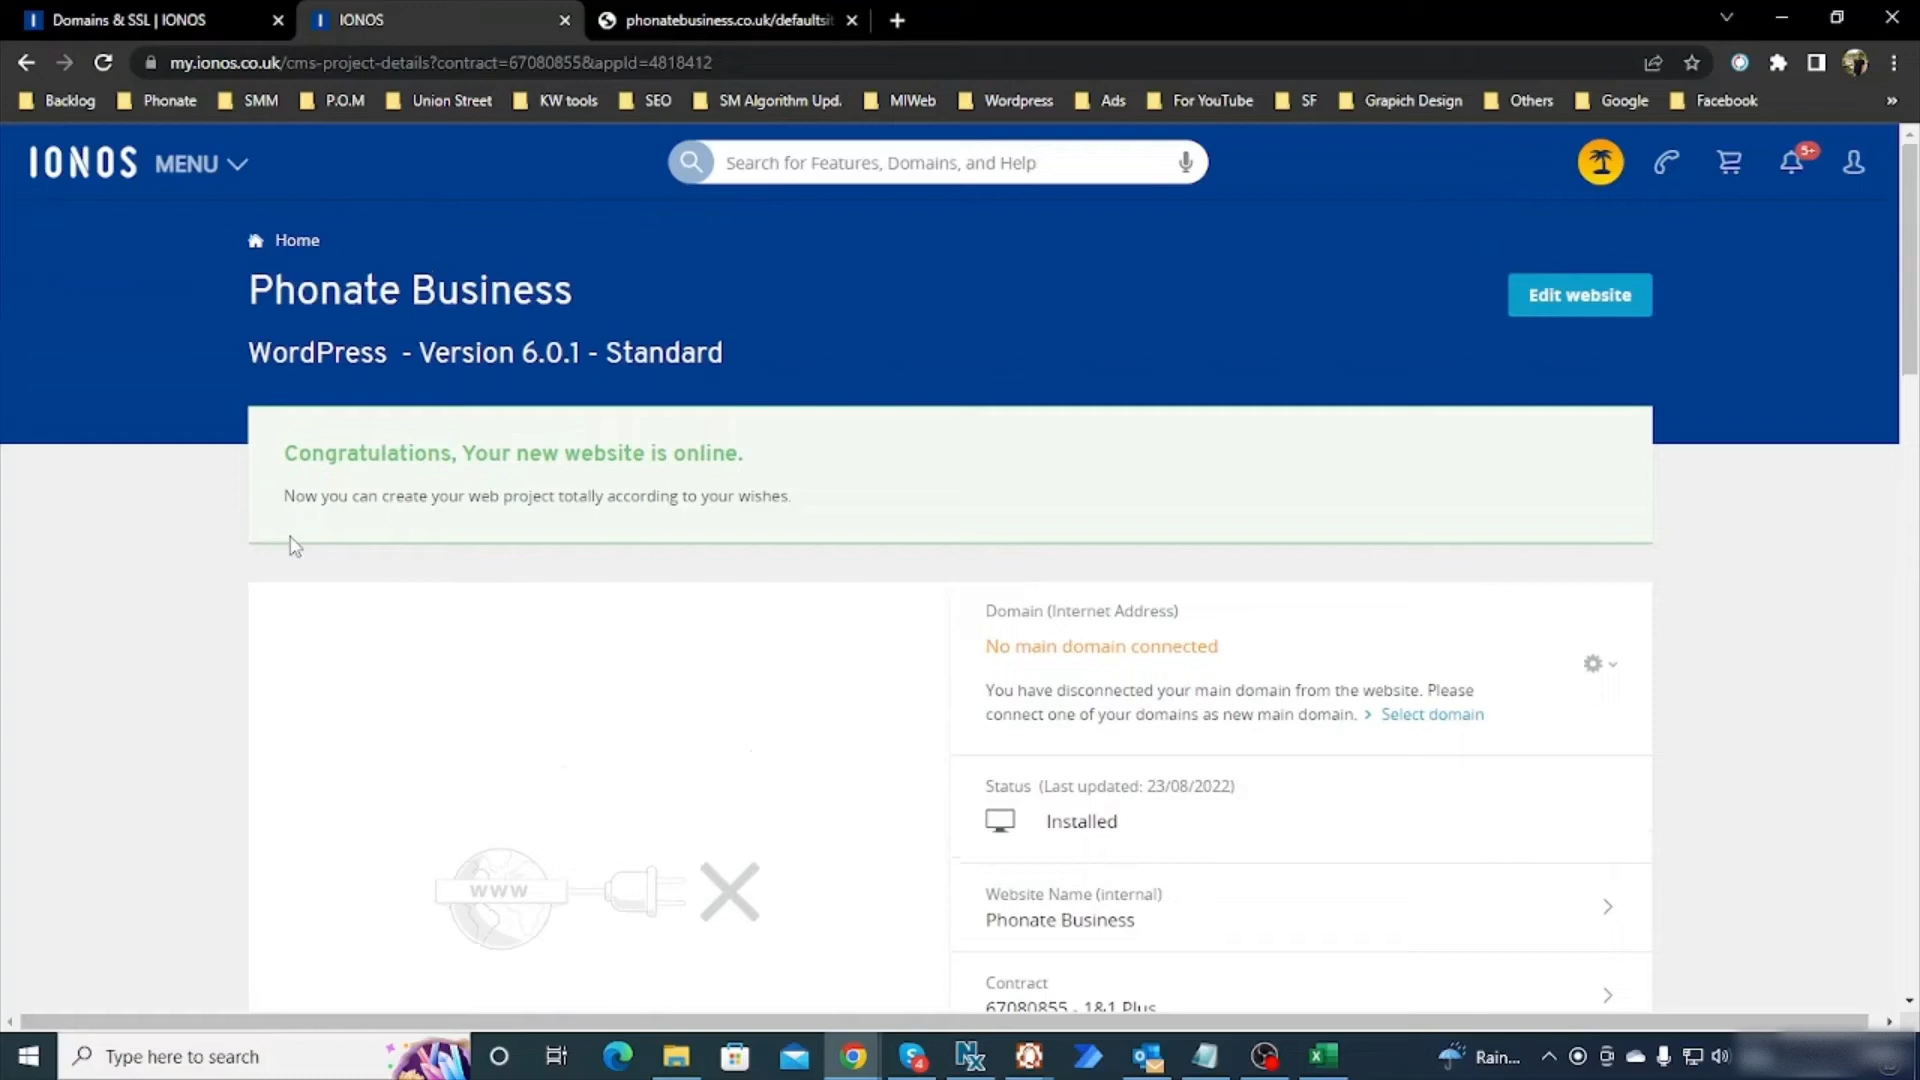 Domains & SSL | IONOS
IONOS
phonatebusiness.co.uk/defaultsit
my.ionos.co.uk/cms-project-details?contract=67080855&appId=4818412
Backlog
Phonate
SMM
P.O.M
Union Street
KW tools
SEO
SM Algorithm Upd.
MIWeb
Wordpress
Ads
For YouTube
SF
Grapich Design
Others
Google
Facebook
»
IONOS MENU
Search for Features, Domains, and Help
5+
Home
Phonate Business
Edit website
WordPress - Version 6.0.1 - Standard
Congratulations, Your new website is online.
Now you can create your web project totally according to your wishes.
Domain (Internet Address)
No main domain connected
You have disconnected your main domain from the website. Please
connect one of your domains as new main domain. > Select domain
Status (Last updated: 23/08/2022)
Installed
Website Name (internal)
Phonate Business
WWW
Contract
67080855 - 1&1 Plus
Type here to search
4
Rain...